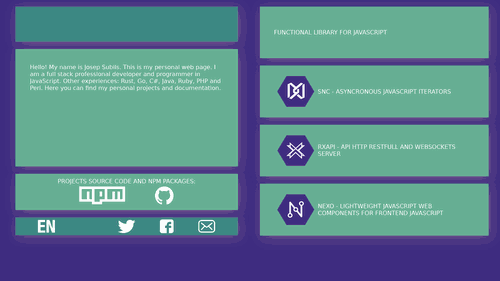 Hello! My name is Josep Subils. This is my personal web page. I
am a full stack professional developer and programmer in
JavaScript. Other experiences: Rust, Go, C#, Java, Ruby, PHP and
Perl. Here you can find my personal projects and documentation.
PROJECTS SOURCE CODE AND NPM PACKAGES:
npm
EN
FUNCTIONAL LIBRARY FOR JAVASCRIPT
SNC - ASYNCRONOUS JAVASCRIPT ITERATORS
RXAPI - API HTTP RESTFULL AND WEBSOCKETS
SERVER
NEXO - LIGHTWEIGHT JAVASCRIPT WEB
COMPONENTS FOR FRONTEND JAVASCRIPT